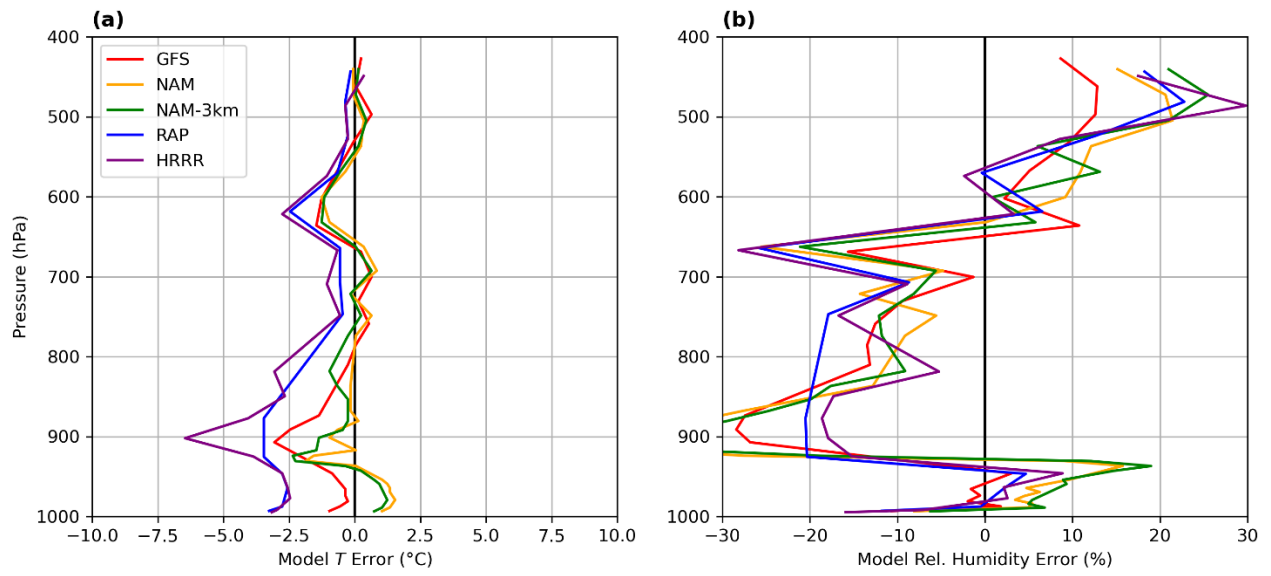 (a)
(b)
400
500
600
700
800
900
1000
Pressure (hPa)
GFS
NAM
NAM-3km
RAP
HRRR
−10.0 −7.5 −5.0 −2.5 0.0 2.5 5.0 7.5 10.0
Model T Error (°C)
400
500
600
700
800
900
1000
−30 −20 −10 0 10 20 30
Model Rel. Humidity Error (%)